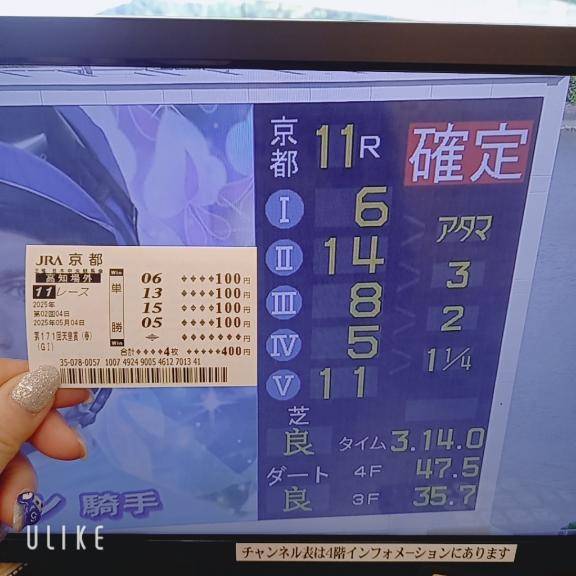 京都 11R 確定
I 6
アタマ
II 14
3
III 8
2
IV 5
1 1/4
V 11
芝
良 タイム 3.14.0
ダート 4F 47.5
良 3F 35.7
騎手
JRA 京都
高知場外
11レース
2025年
第02回04日
2025年05月04日
第171回天皇賞(春)
(GI)
Win
単勝
Win
06 ￥￥￥￥100円
13 ￥￥￥￥100円
15 ￥￥￥￥100円
05 ￥￥￥￥100円
合計 ￥￥￥￥4枚 ￥￥￥￥400円
35-078-0057 1007 4924 9005 4612 7013 41
ULIKE
チャンネル表は4階インフォメーションにあります